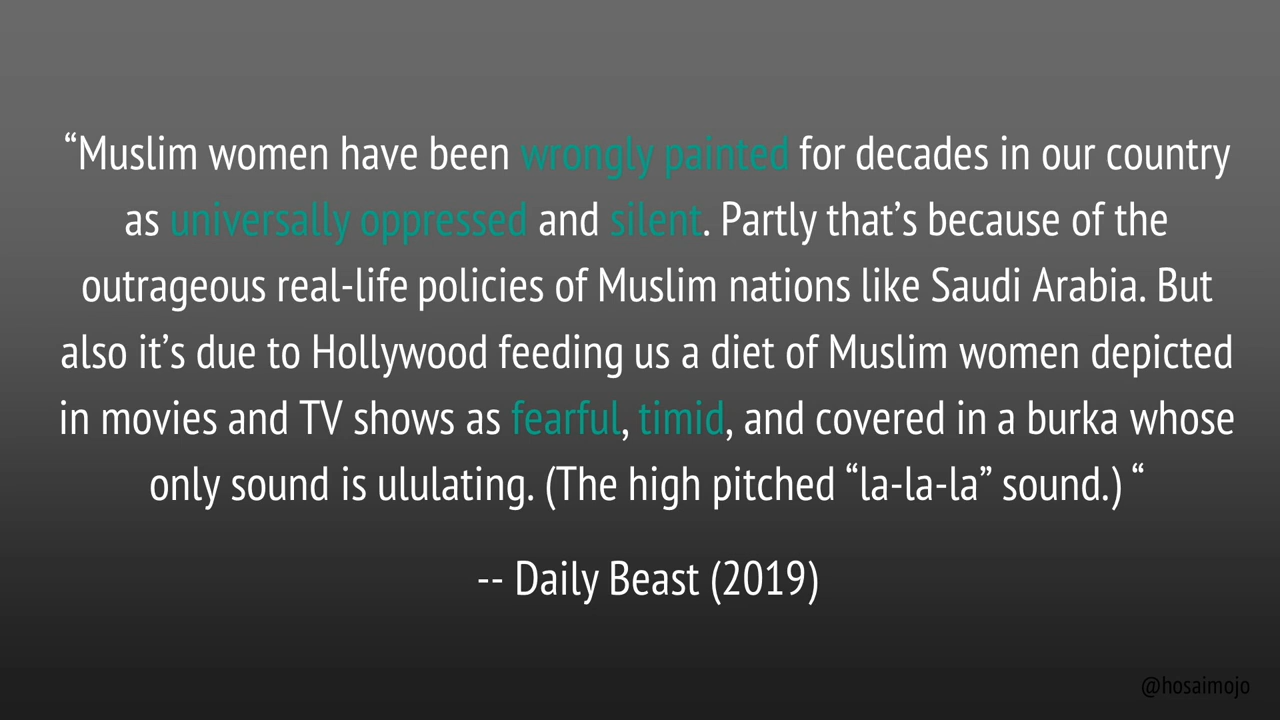 “Muslim women have been wrongly painted for decades in our country
as universally oppressed and silent. Partly that’s because of the
outrageous real-life policies of Muslim nations like Saudi Arabia. But
also it’s due to Hollywood feeding us a diet of Muslim women depicted
in movies and TV shows as fearful, timid, and covered in a burka whose
only sound is ululating. (The high pitched “la-la-la” sound.) “
-- Daily Beast (2019)
@hosaimojo